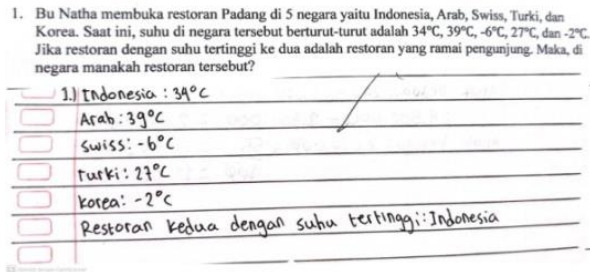 1. Bu Natha membuka restoran Padang di 5 negara yaitu Indonesia, Arab, Swiss, Turki, dan
Korea. Saat ini, suhu di negara tersebut berturut-turut adalah 34°C, 39°C, -6°C, 27°C, dan -2°C.
Jika restoran dengan suhu tertinggi ke dua adalah restoran yang ramai pengunjung. Maka, di
negara manakah restoran tersebut?
1.) Indonesia : 34°C
Arab : 39°C
Swiss : -6°C
turki : 27°C
korea : -2°C
Restoran kedua dengan suhu tertinggi : Indonesia